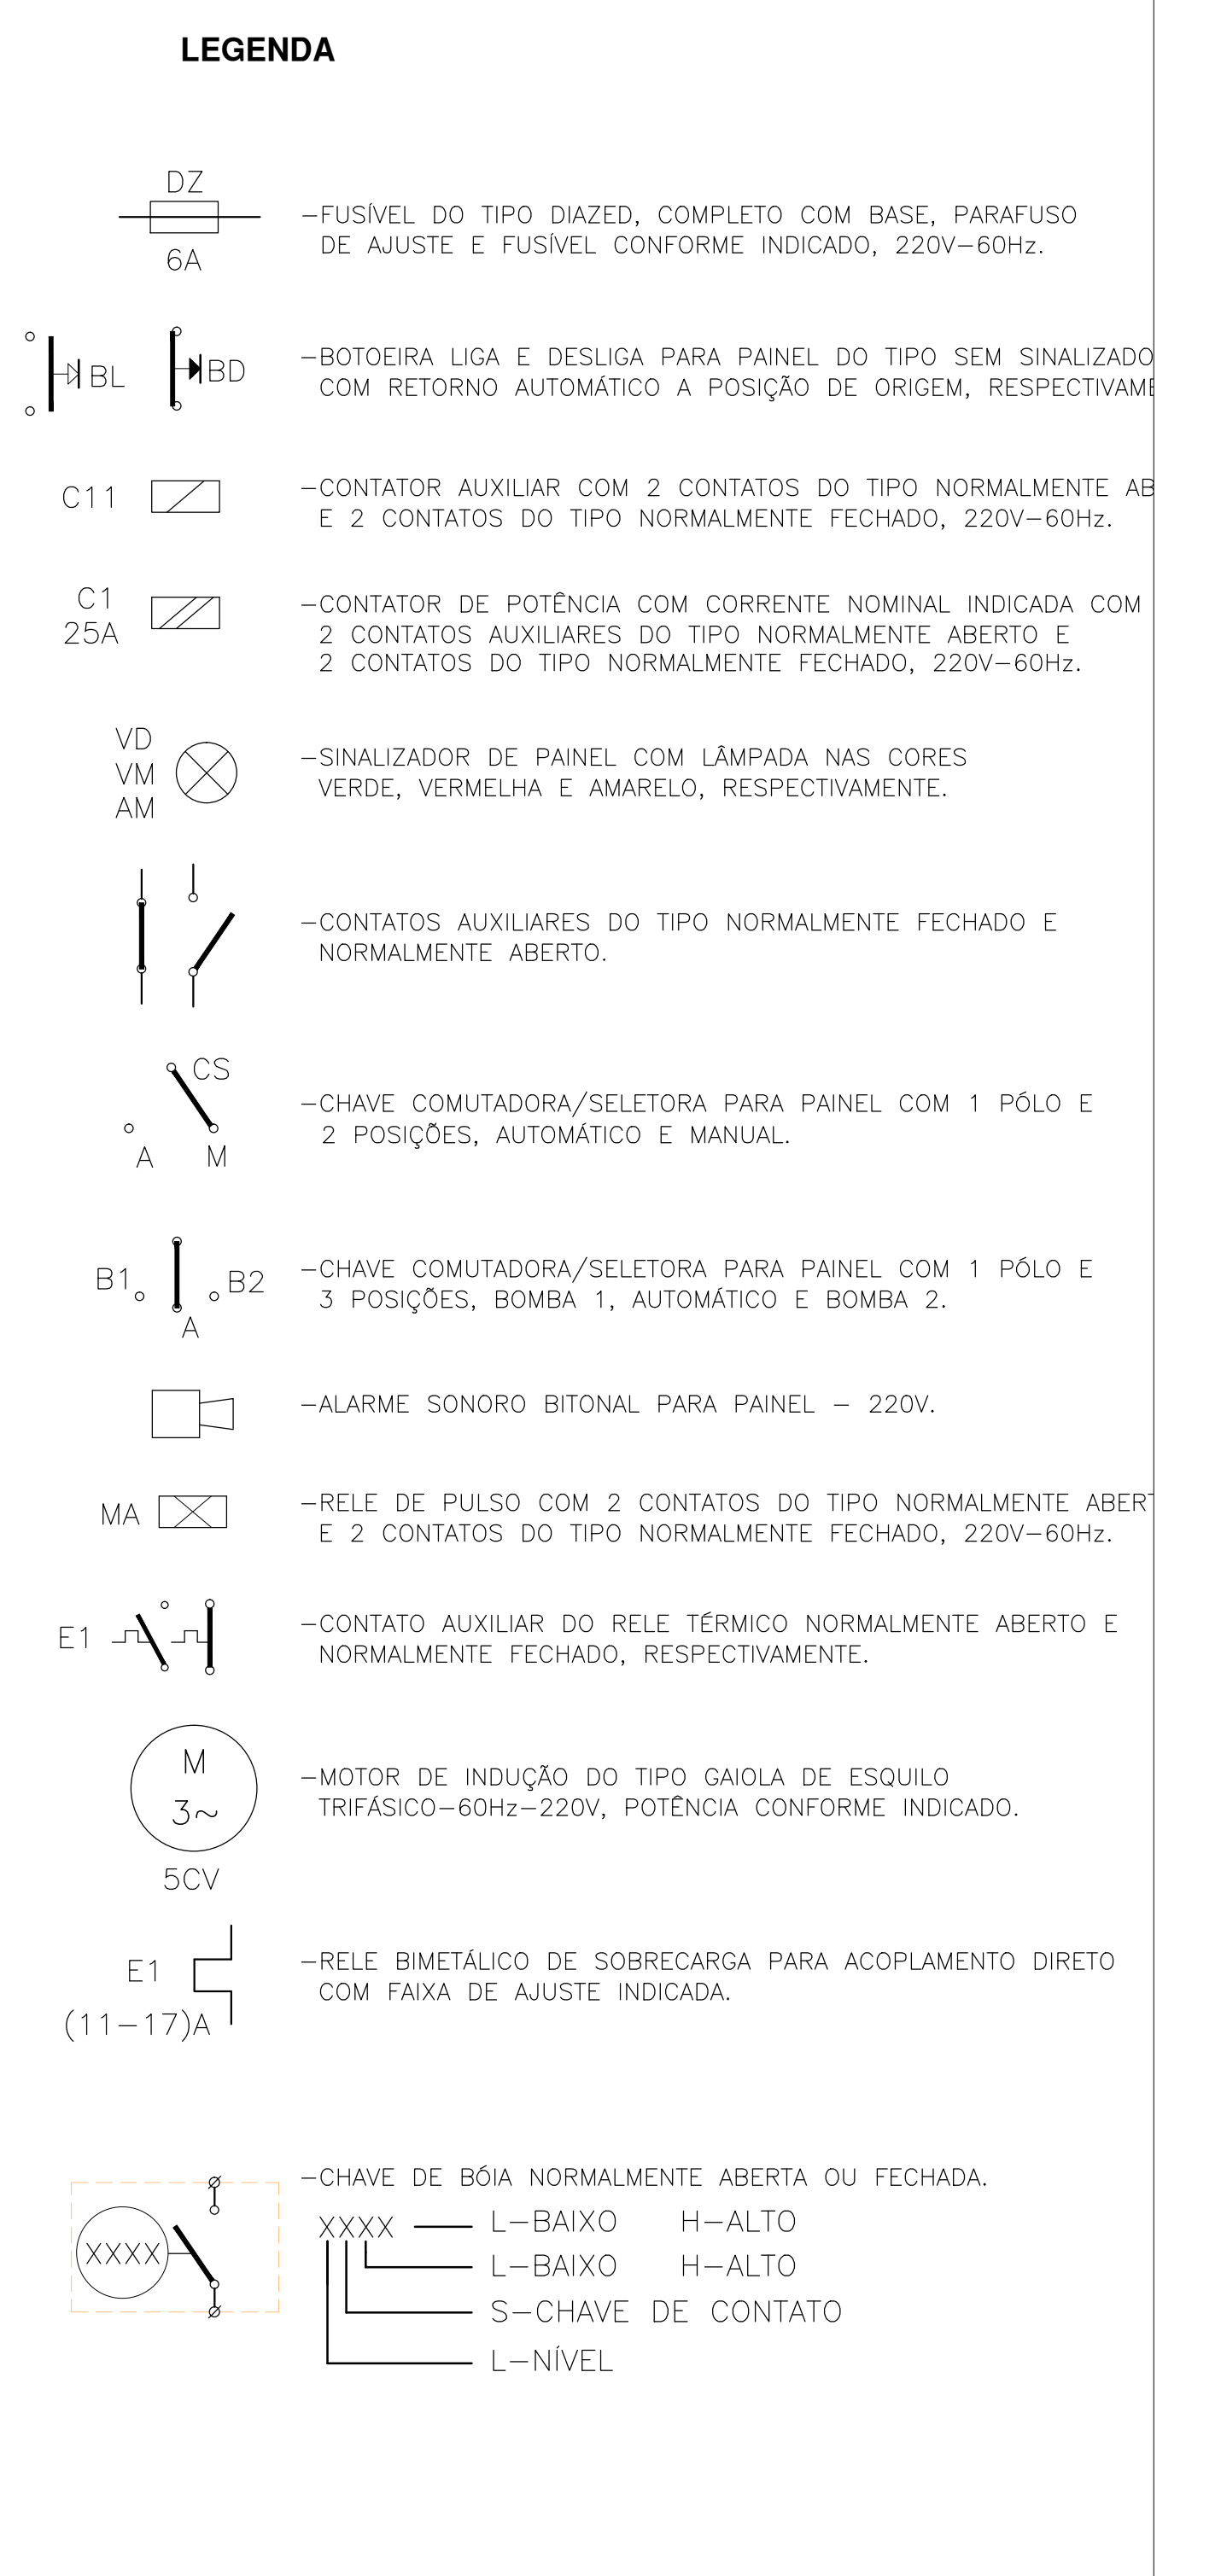 LEGENDA
DZ
6A
-FUSÍVEL DO TIPO DIAZED, COMPLETO COM BASE, PARAFUSO
DE AJUSTE E FUSÍVEL CONFORME INDICADO, 220V-60Hz.
BL
BD
-BOTOEIRA LIGA E DESLIGA PARA PAINEL DO TIPO SEM SINALIZADO
COM RETORNO AUTOMÁTICO A POSIÇÃO DE ORIGEM,
C11
-CONTATOR AUXILIAR COM 2 CONTATOS DO TIPO NORMALMENTE AB
E 2 CONTATOS DO TIPO NORMALMENTE FECHADO, 220V-60Hz.
C1
25A
-CONTATOR DE POTÊNCIA COM CORRENTE NOMINAL INDICADA COM
2 CONTATOS AUXILIARES DO TIPO NORMALMENTE ABERTO E
2 CONTATOS DO TIPO NORMALMENTE FECHADO, 220V-60Hz.
VD
VM
AM
-SINALIZADOR DE PAINEL COM LÂMPADA NAS CORES
VERDE, VERMELHA E AMARELO, RESPECTIVAMENTE.
-CONTATOS AUXILIARES DO TIPO NORMALMENTE FECHADO E
NORMALMENTE ABERTO.
CS
A
M
-CHAVE COMUTADORA/SELETORA PARA PAINEL COM 1 PÓLO E
2 POSIÇÕES, AUTOMÁTICO E MANUAL.
B1
B2
A
-CHAVE COMUTADORA/SELETORA PARA PAINEL COM 1 PÓLO E
3 POSIÇÕES, BOMBA 1, AUTOMÁTICO E BOMBA 2.
-ALARME SONORO BITONAL PARA PAINEL - 220V.
MA
-RELE DE PULSO COM 2 CONTATOS DO TIPO NORMALMENTE ABERT
E 2 CONTATOS DO TIPO NORMALMENTE FECHADO, 220V-60Hz.
E1
-CONTATO AUXILIAR DO RELE TÉRMICO NORMALMENTE ABERTO E
NORMALMENTE FECHADO, RESPECTIVAMENTE.
M
3~
5CV
-MOTOR DE INDUÇÃO DO TIPO GAIOLA DE ESQUILO
TRIFÁSICO-60Hz-220V, POTÊNCIA CONFORME INDICADO.
E1
(11-17)A
-RELE BIMETÁLICO DE SOBRECARGA PARA ACOPLAMENTO DIRETO
COM FAIXA DE AJUSTE INDICADA.
XXXX
-CHAVE DE BÓIA NORMALMENTE ABERTA OU FECHADA.
XXXX
L-BAIXO H-ALTO
L-BAIXO H-ALTO
S-CHAVE DE CONTATO
L-NÍVEL